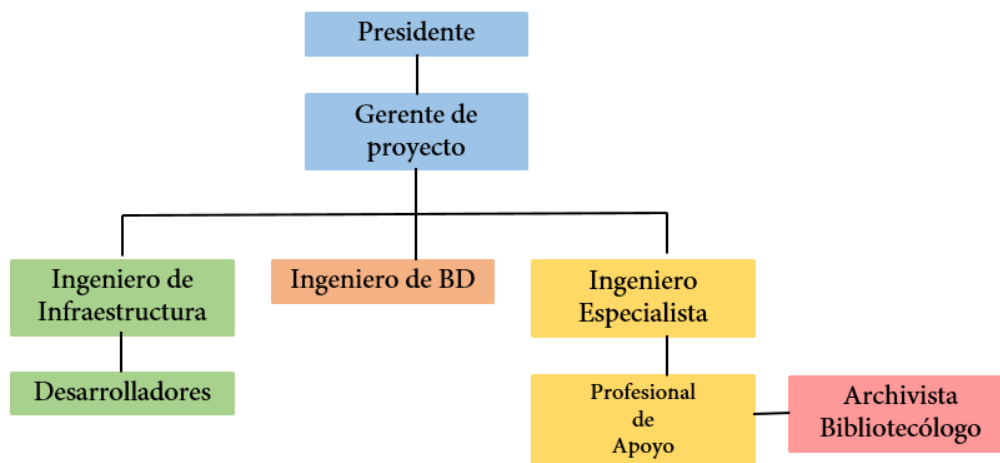 Presidente
Gerente de
proyecto
Ingeniero de
Infraestructura
Ingeniero de BD
Ingeniero
Especialista
Desarrolladores
Profesional
de
Apoyo
Archivista
Bibliotecólogo